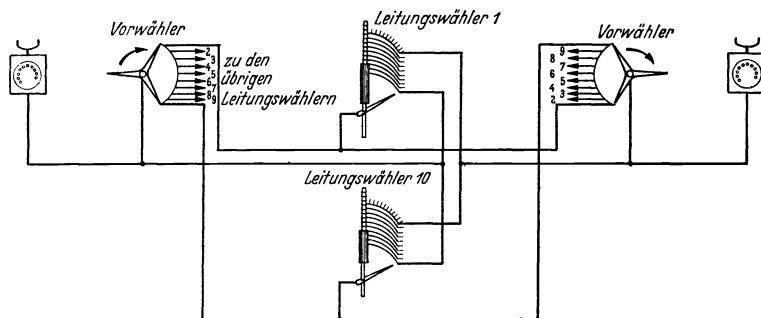 Leitungswähler 1
Vorwähler
Vorwähler
2
3
4
5
6
7
8
9
zu den
übrigen
Leitungswählern
9
8
7
6
5
4
3
2
Leitungswähler 10